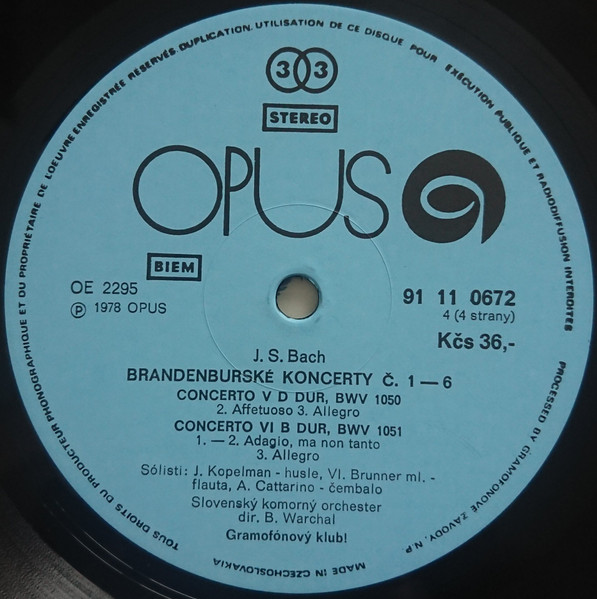 TOUS DROITS DU PRODUCTEUR PHONOGRAPHIQUE ET DU PROPRIÉTAIRE DE L'OEUVRE ENREGISTRÉE RESERVÉS. DUPLICATION, UTILISATION DE CE DISQUE POUR EXÉCUTION PUBLIQUE ET RADIODIFFUSION INTERDITES
PROCESSED BY GRAMOFONOVÉ ZÁVODY, N.P.
MADE IN CZECHOSLOVAKIA
33
STEREO
OPUS
BIEM
OE 2295
Ⓟ 1978 OPUS
91 11 0672
4 (4 strany)
Kčs 36,-
J. S. Bach
BRANDENBURSKÉ KONCERTY Č. 1 — 6
CONCERTO V D DUR, BWV 1050
2. Affetuoso 3. Allegro
CONCERTO VI B DUR, BWV 1051
1. — 2. Adagio, ma non tanto
3. Allegro
Sólisti: J. Kopelman - husle, Vl. Brunner ml. -
flauta, A. Cattarino - čembalo
Slovenský komorný orchester
dir. B. Warchal
Gramofónový klub!